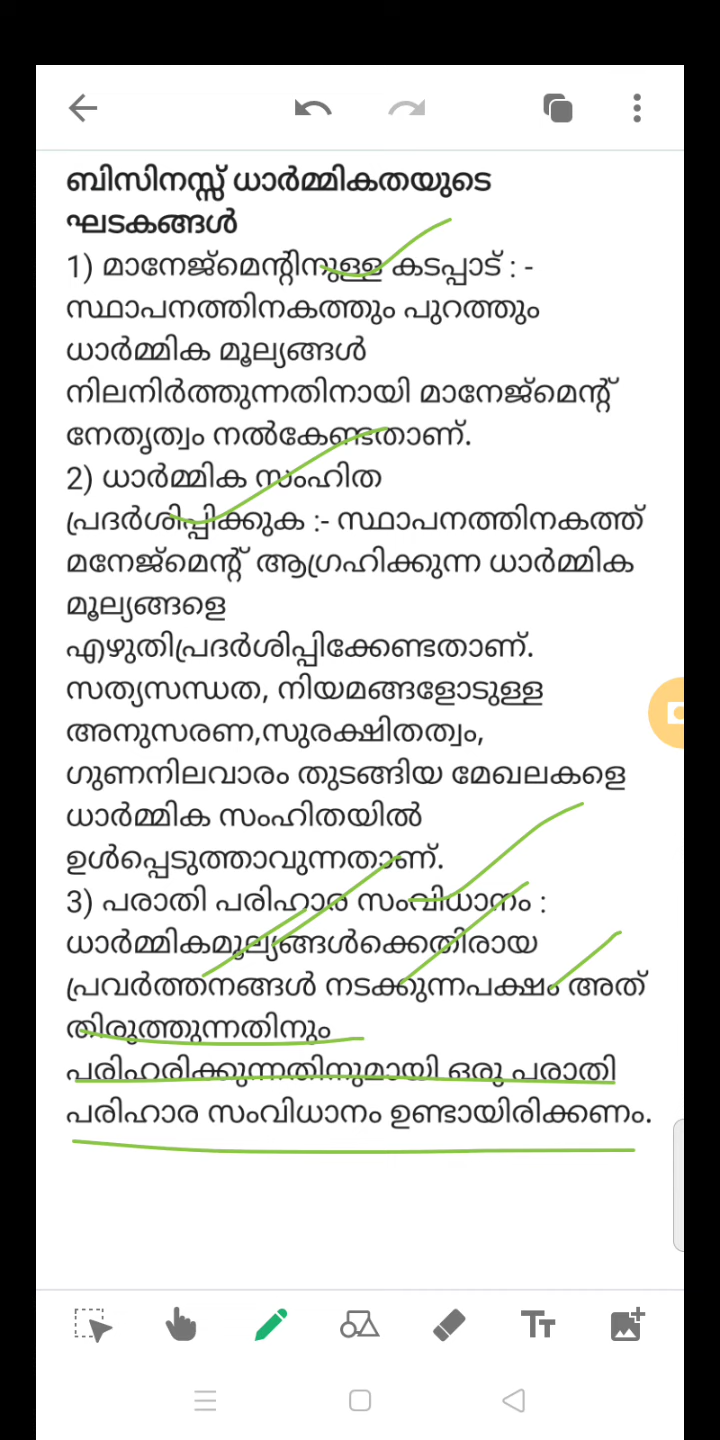 ബിസിനസ്സ് ധാർമ്മികതയുടെ
ഘടകങ്ങൾ
1) മാനേജ്മെന്റിനുള്ള കടപ്പാട് : -
സ്ഥാപനത്തിനകത്തും പുറത്തും
ധാർമ്മിക മൂല്യങ്ങൾ
നിലനിർത്തുന്നതിനായി മാനേജ്മെന്റ്
നേതൃത്വം നൽകേണ്ടതാണ്.
2) ധാർമ്മിക സംഹിത
പ്രദർശിപ്പിക്കുക :- സ്ഥാപനത്തിനകത്ത്
മനേജ്മെന്റ് ആഗ്രഹിക്കുന്ന ധാർമ്മിക
മൂല്യങ്ങളെ
എഴുതിപ്രദർശിപ്പിക്കേണ്ടതാണ്.
സത്യസന്ധത, നിയമങ്ങളോടുള്ള
അനുസരണ,സുരക്ഷിതത്വം,
ഗുണനിലവാരം തുടങ്ങിയ മേഖലകളെ
ധാർമ്മിക സംഹിതയിൽ
ഉൾപ്പെടുത്താവുന്നതാണ്.
3) പരാതി പരിഹാര സംവിധാനം :
ധാർമ്മികമൂല്യങ്ങൾക്കെതിരായ
പ്രവർത്തനങ്ങൾ നടക്കുന്നപക്ഷം അത്
തിരുത്തുന്നതിനും
പരിഹരിക്കുന്നതിനുമായി ഒരു പരാതി
പരിഹാര സംവിധാനം ഉണ്ടായിരിക്കണം.
Tт